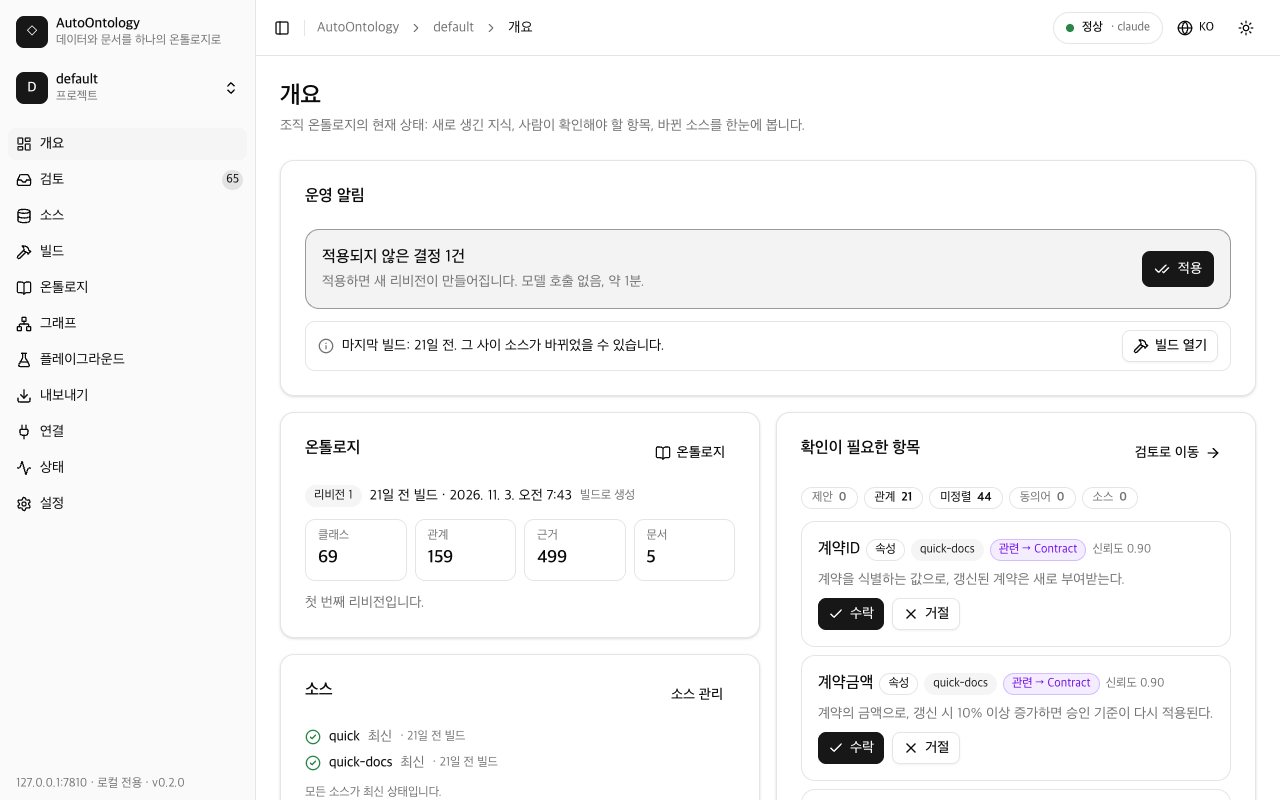 AutoOntology
데이터와 문서를 하나의 온톨로지로
D
default
프로젝트
개요
검토
65
소스
빌드
온톨로지
그래프
플레이그라운드
내보내기
연결
상태
설정
127.0.0.1:7810 · 로컬 전용 · v0.2.0
AutoOntology > default > 개요
정상 · claude
KO
개요
조직 온톨로지의 현재 상태: 새로 생긴 지식, 사람이 확인해야 할 항목, 바뀐 소스를 한눈에 봅니다.
운영 알림
적용되지 않은 결정 1건
적용하면 새 리비전이 만들어집니다. 모델 호출 없음, 약 1분.
적용
마지막 빌드: 21일 전. 그 사이 소스가 바뀌었을 수 있습니다.
빌드 열기
온톨로지
온톨로지
리비전 1 21일 전 빌드 · 2026. 11. 3. 오전 7:43 빌드로 생성
클래스 관계 근거 문서
69 159 499 5
첫 번째 리비전입니다.
소스
소스 관리
quick 최신 · 21일 전 빌드
quick-docs 최신 · 21일 전 빌드
모든 소스가 최신 상태입니다.
확인이 필요한 항목
검토로 이동
제안 0 관계 21 미정렬 44 동의어 0 소스 0
계약ID 속성 quick-docs 관련 → Contract 신뢰도 0.90
계약을 식별하는 값으로, 갱신된 계약은 새로 부여받는다.
수락 거절
계약금액 속성 quick-docs 관련 → Contract 신뢰도 0.90
계약의 금액으로, 갱신 시 10% 이상 증가하면 승인 기준이 다시 적용된다.
수락 거절